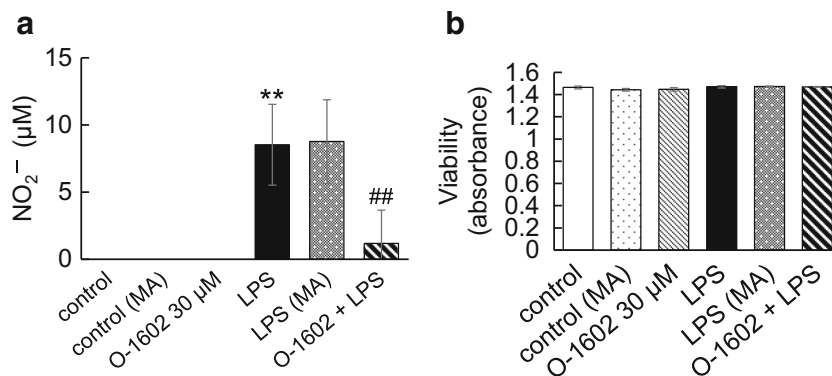 a
NO₂⁻ (µM)
15
10
5
0
**
##
control
control (MA)
O-1602 30 µM
LPS
LPS (MA)
O-1602 + LPS
b
Viability
(absorbance)
1.6
1.4
1.2
1
0.8
0.6
0.4
0.2
0
control
control (MA)
O-1602 30 µM
LPS
LPS (MA)
O-1602 + LPS